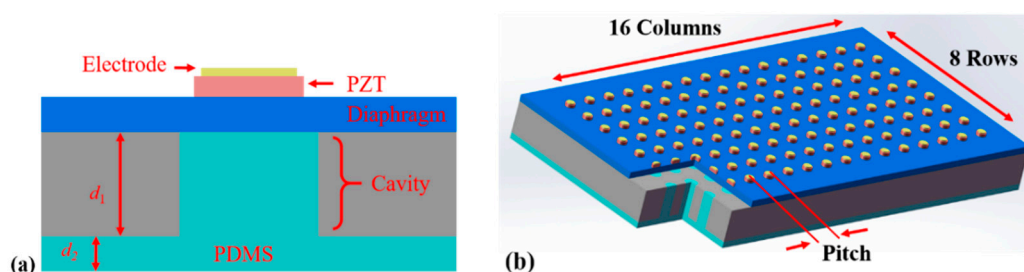 Electrode
PZT
Diaphragm
d₁
Cavity
d₂
PDMS
(a)
16 Columns
8 Rows
Pitch
(b)